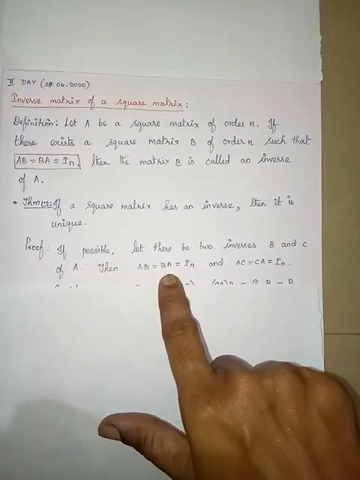 II DAY (28.04.2020)
Inverse matrix of a square matrix:
Definition: Let A be a square matrix of order n. If
there exists a square matrix B of order n such that
AB = BA = In, then the matrix B is called an inverse
of A.
• Thm 1: If a square matrix has an inverse, then it is
unique.
Proof: If possible, let there be two inverses B and C
of A. Then AB = BA = In and AC = CA = In.